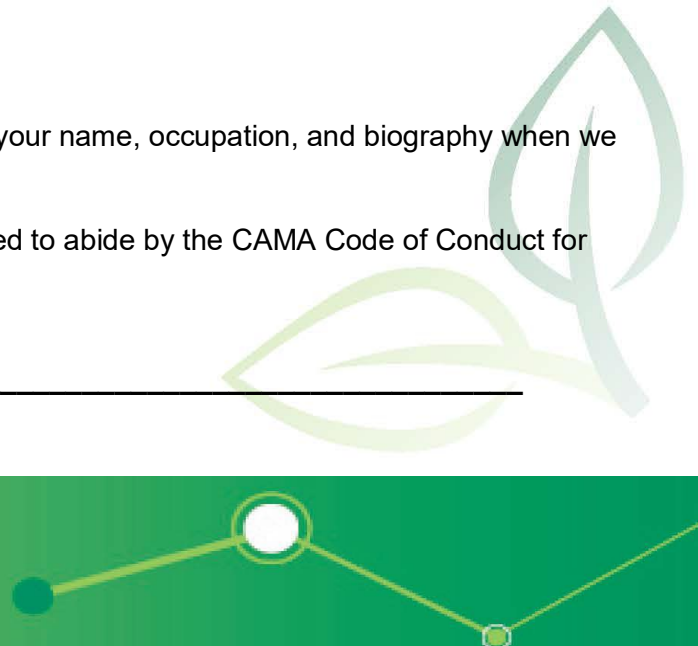 your name, occupation, and biography when we
ed to abide by the CAMA Code of Conduct for